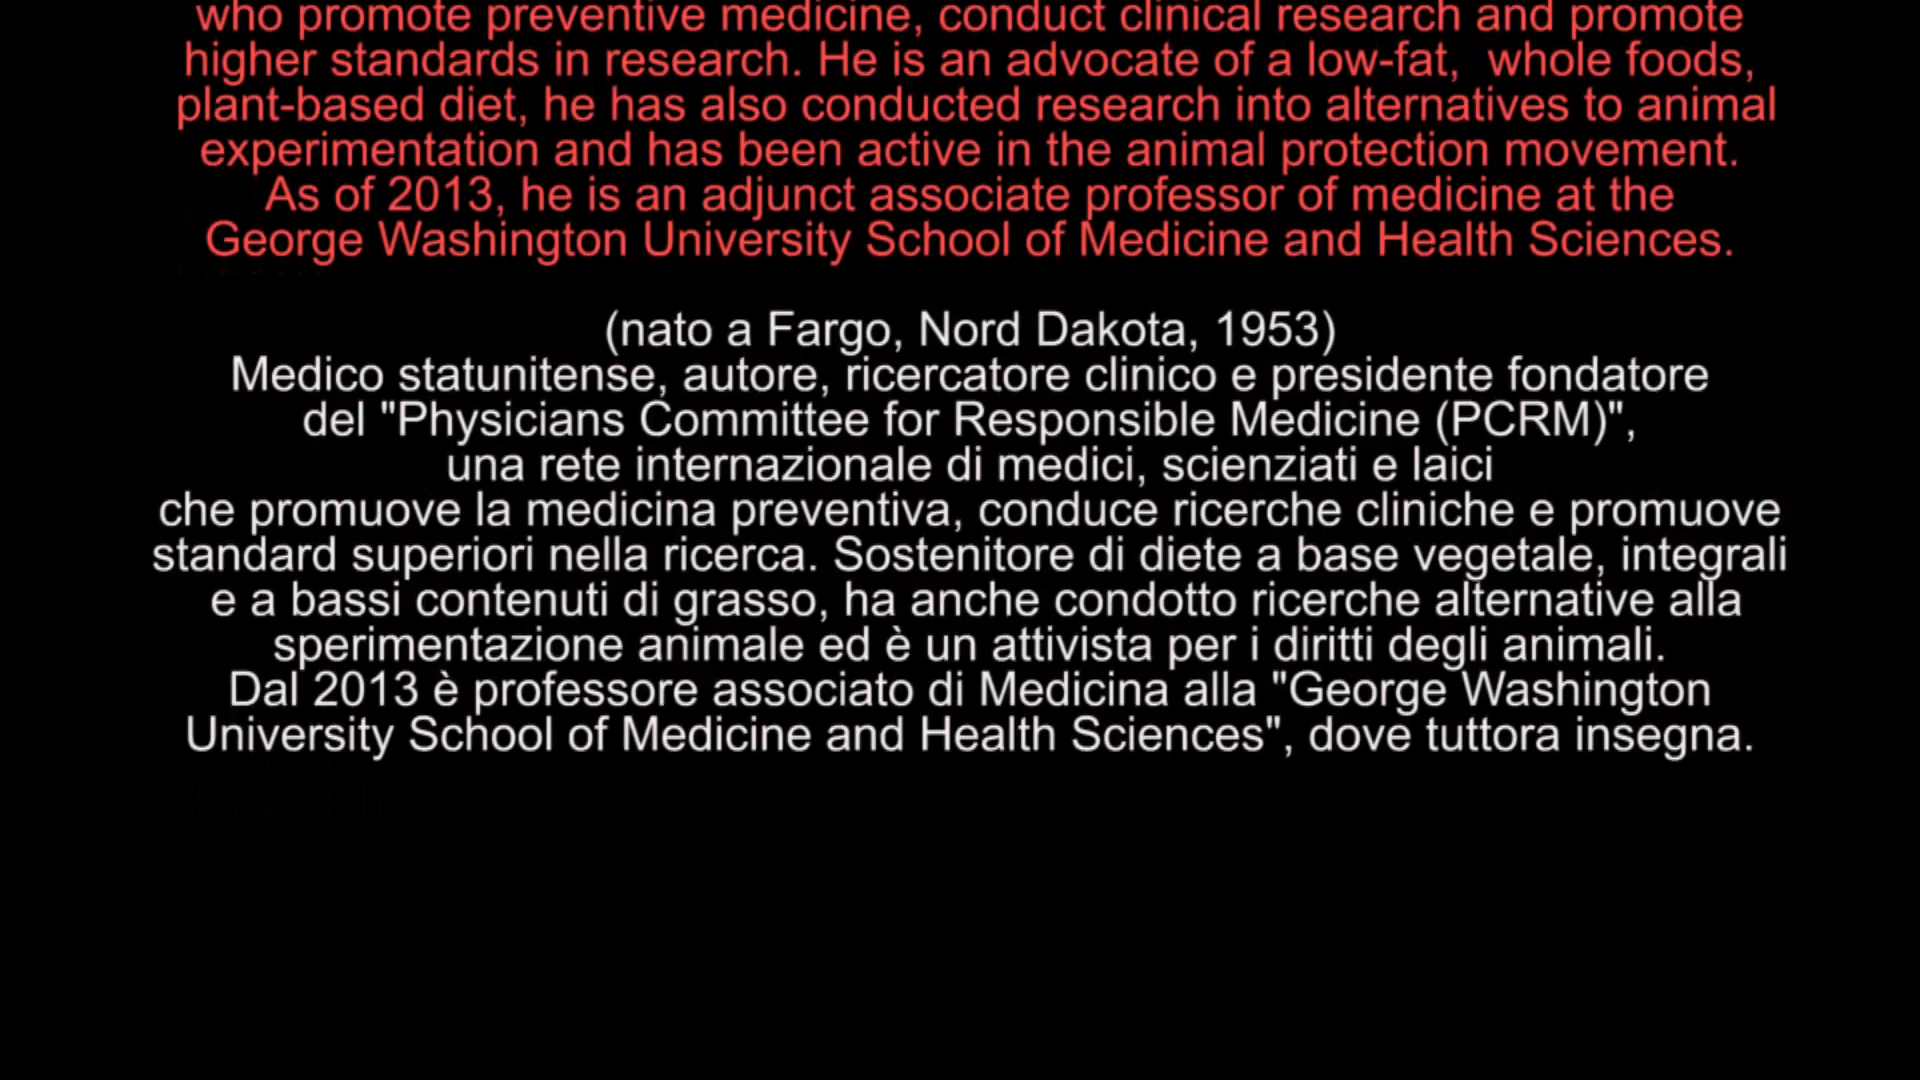 who promote preventive medicine, conduct clinical research and promote
higher standards in research. He is an advocate of a low-fat,  whole foods,
plant-based diet, he has also conducted research into alternatives to animal
experimentation and has been active in the animal protection movement.
As of 2013, he is an adjunct associate professor of medicine at the
George Washington University School of Medicine and Health Sciences.
(nato a Fargo, Nord Dakota, 1953)
Medico statunitense, autore, ricercatore clinico e presidente fondatore
del "Physicians Committee for Responsible Medicine (PCRM)",
una rete internazionale di medici, scienziati e laici
che promuove la medicina preventiva, conduce ricerche cliniche e promuove
standard superiori nella ricerca. Sostenitore di diete a base vegetale, integrali
e a bassi contenuti di grasso, ha anche condotto ricerche alternative alla
sperimentazione animale ed è un attivista per i diritti degli animali.
Dal 2013 è professore associato di Medicina alla "George Washington
University School of Medicine and Health Sciences", dove tuttora insegna.